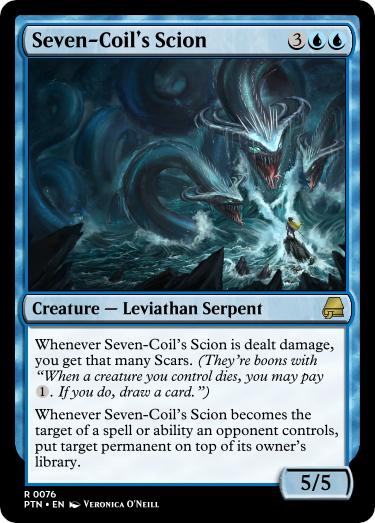 Seven-Coil's Scion 3
Creature — Leviathan Serpent
Whenever Seven-Coil's Scion is dealt damage,
you get that many Scars. (They're boons with
"When a creature you control dies, you may pay
1. If you do, draw a card.")
Whenever Seven-Coil's Scion becomes the
target of a spell or ability an opponent controls,
put target permanent on top of its owner's
library.
5/5
R 0076
PTN • EN VERONICA O'NEILL